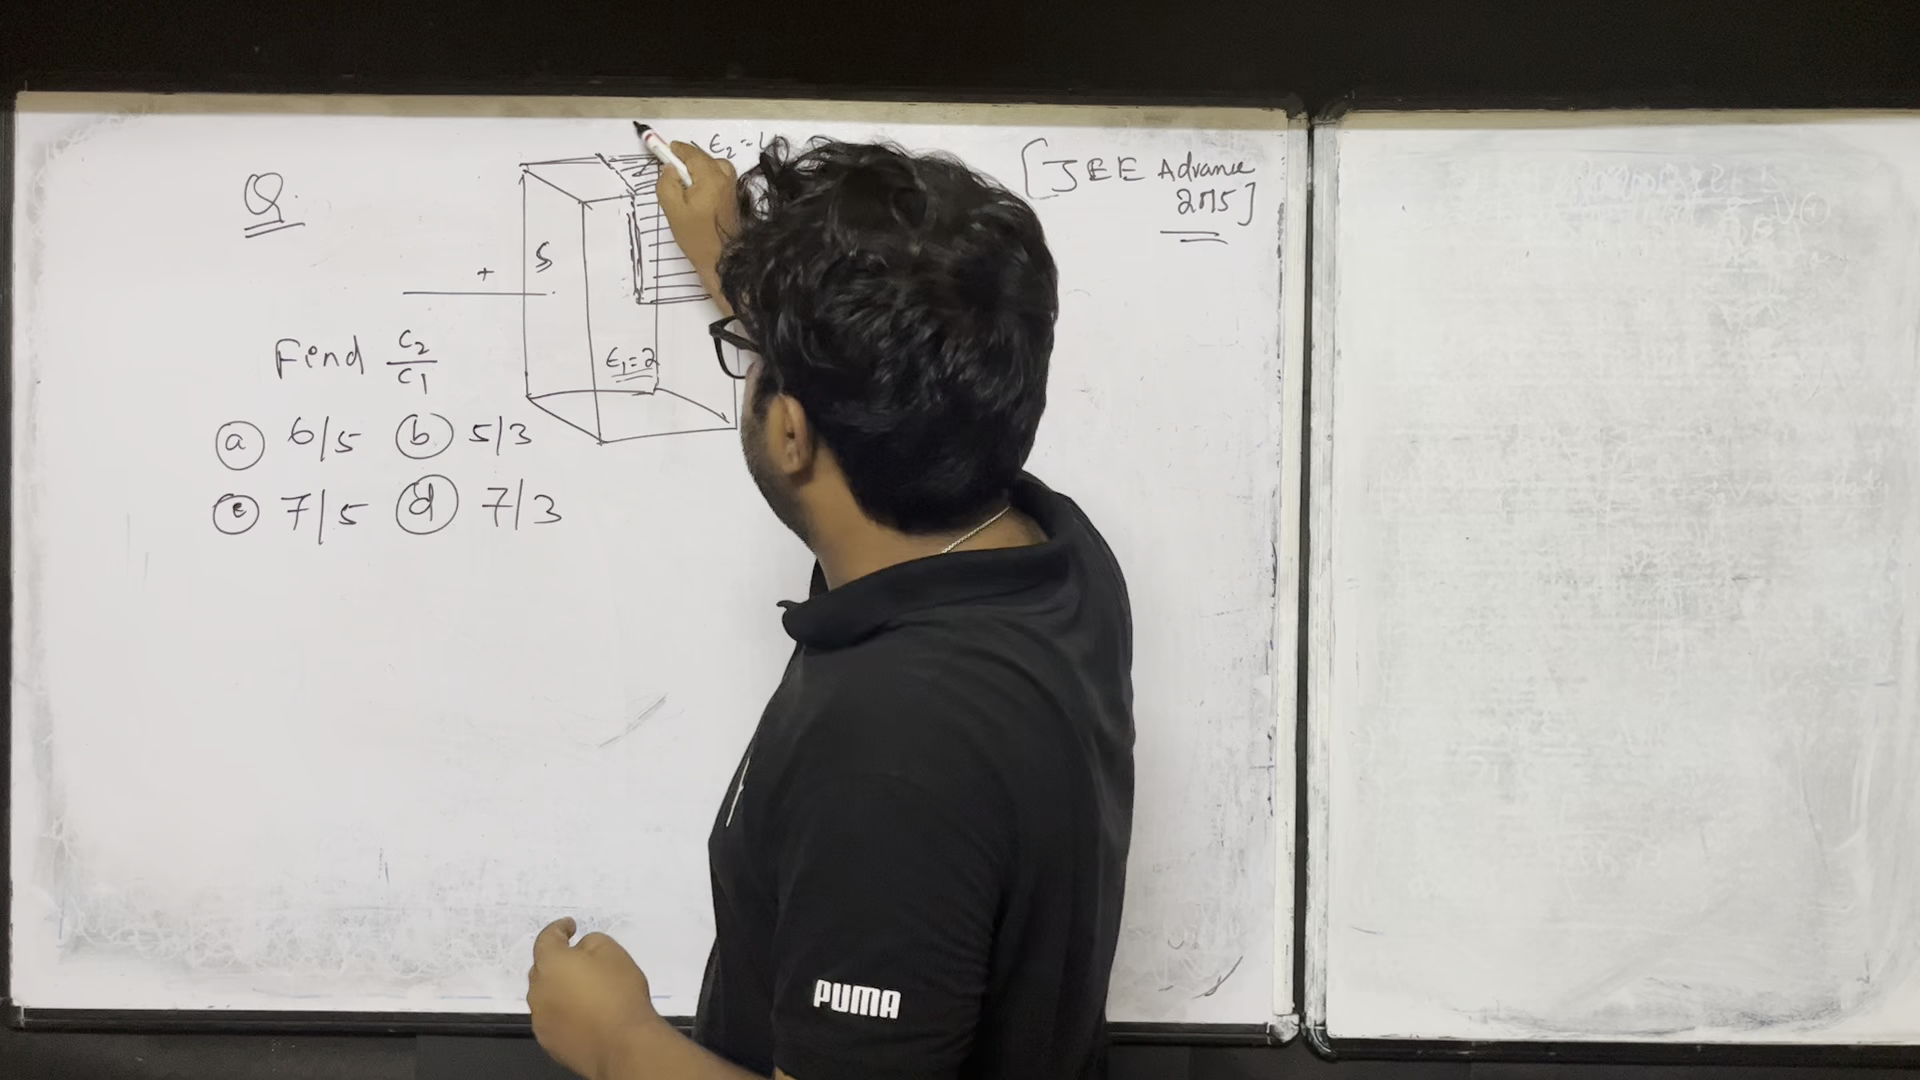 Q.
ε₂=4
[JEE Advance
2015]
+
S
ε₁=2
Find C₂/C₁
(a) 6/5 (b) 5/3
(c) 7/5 (d) 7/3
PUMA